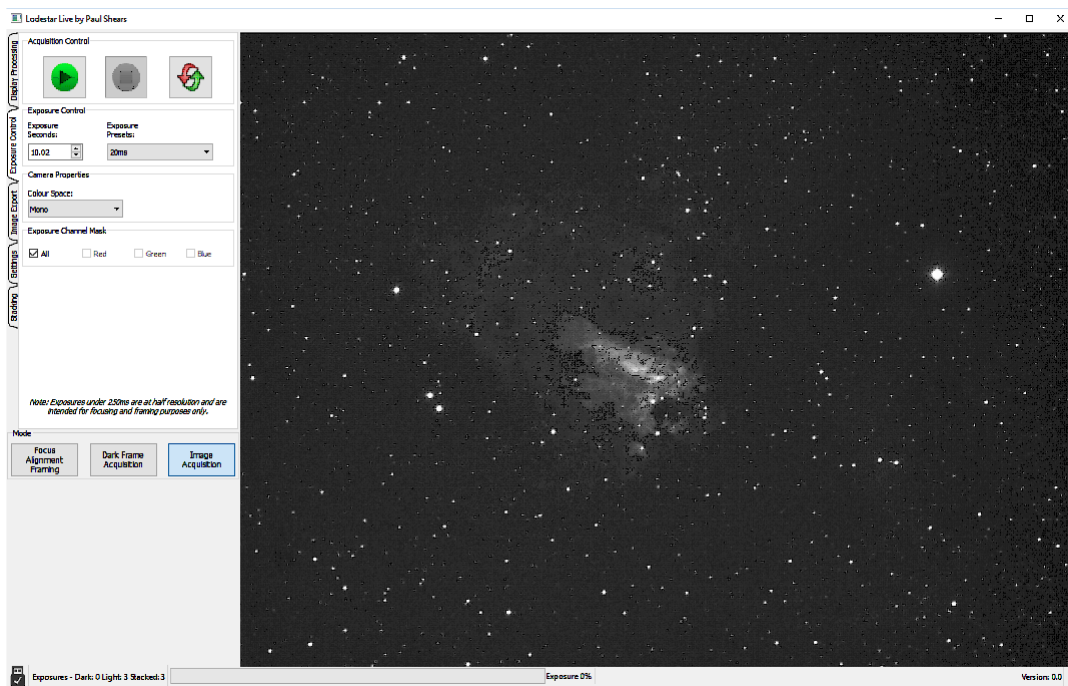 Lodestar Live by Paul Shears
Display Processing
Exposure Control
Image Export
Settings
Stacking
Acquisition Control
Exposure Control
Exposure
Seconds:
Exposure
Presets:
10.02
20ms
Camera Properties
Colour Space:
Mono
Exposure Channel Mask
All
Red
Green
Blue
Note: Exposures under 250ms are at half resolution and are
intended for focusing and framing purposes only.
Mode
Focus
Alignment
Framing
Dark Frame
Acquisition
Image
Acquisition
Exposures - Dark: 0 Light: 3 Stacked: 3
Exposure 0%
Version: 0.0